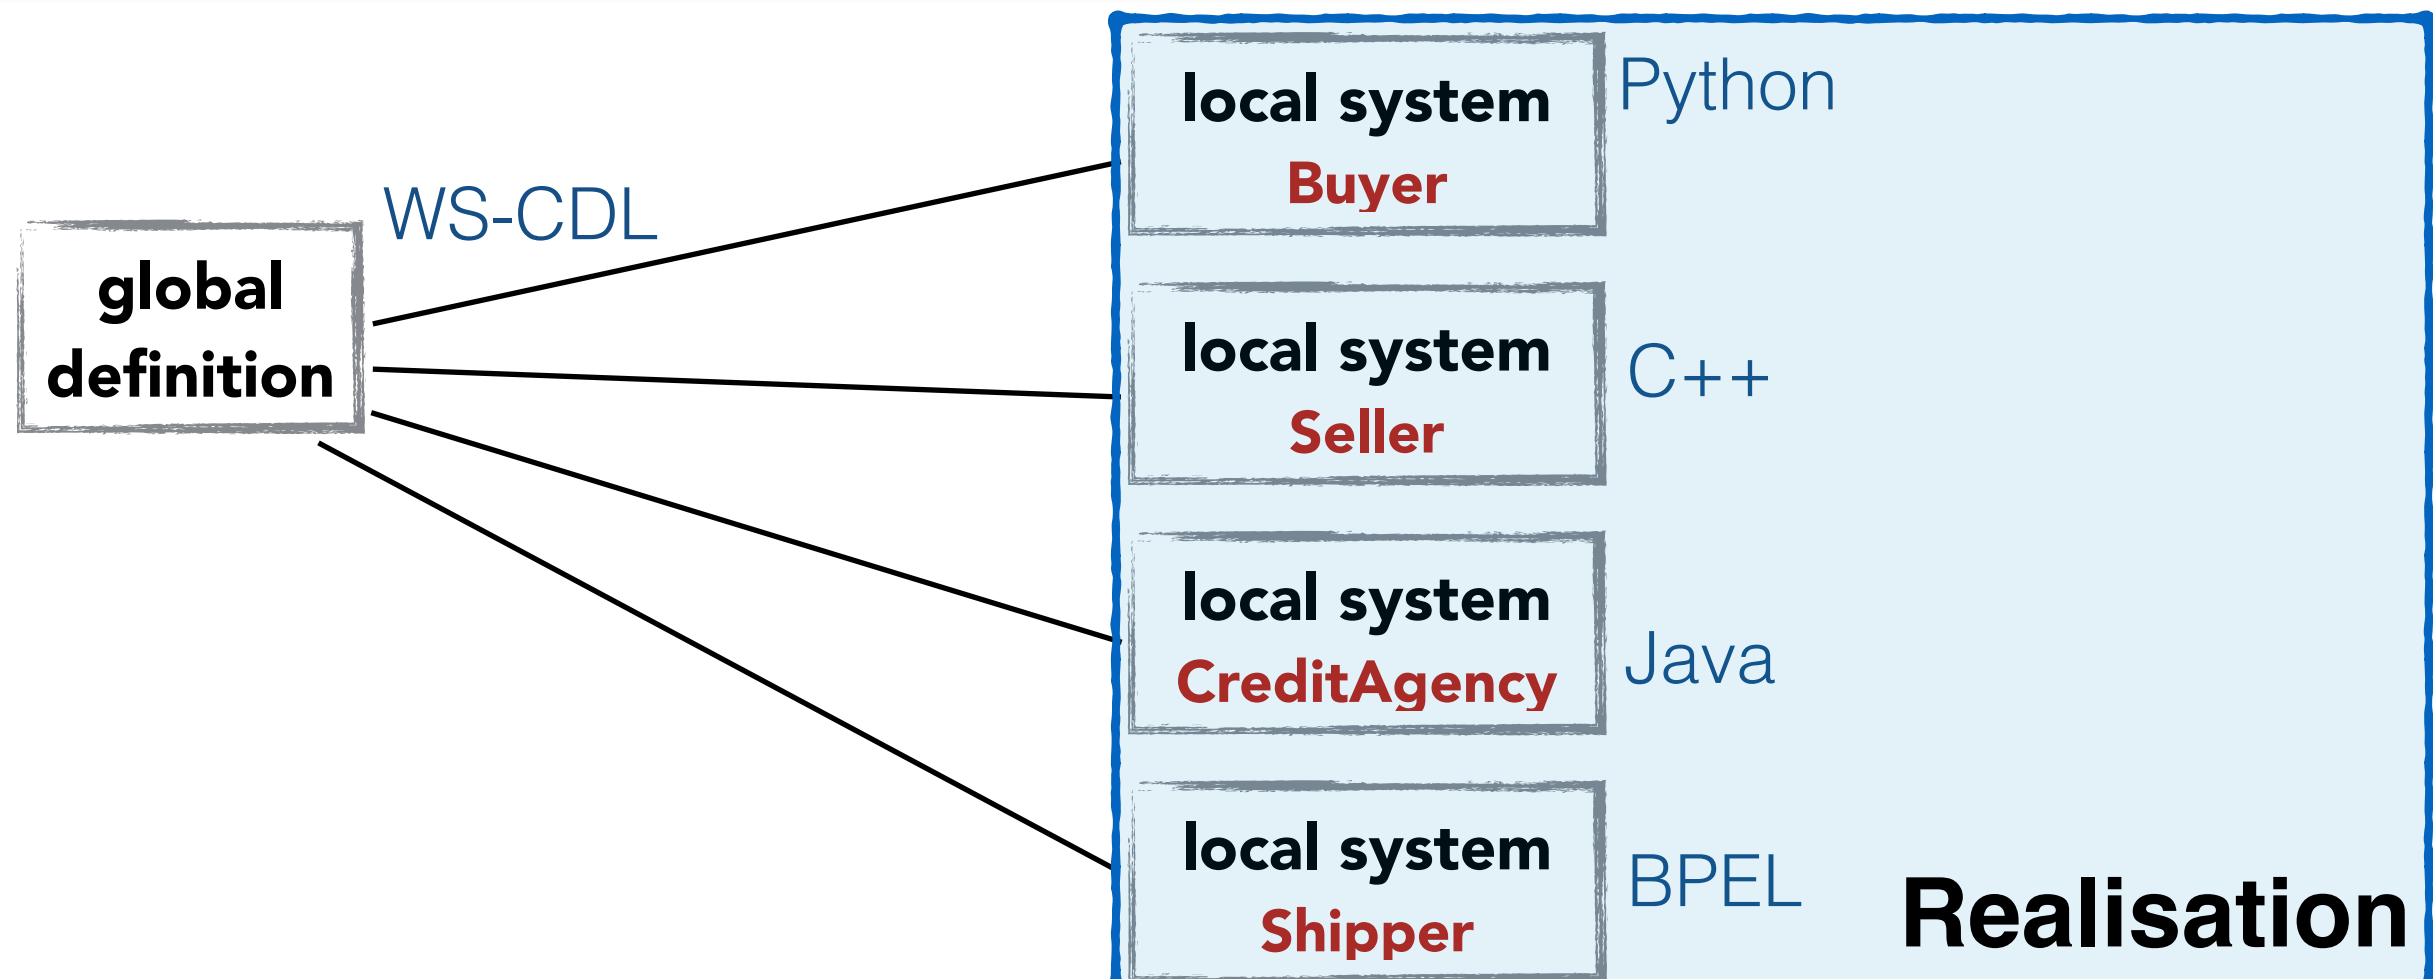 WS-CDL
global
definition
local system
Buyer
Python
local system
Seller
C++
local system
CreditAgency
Java
local system
Shipper
BPEL
Realisation